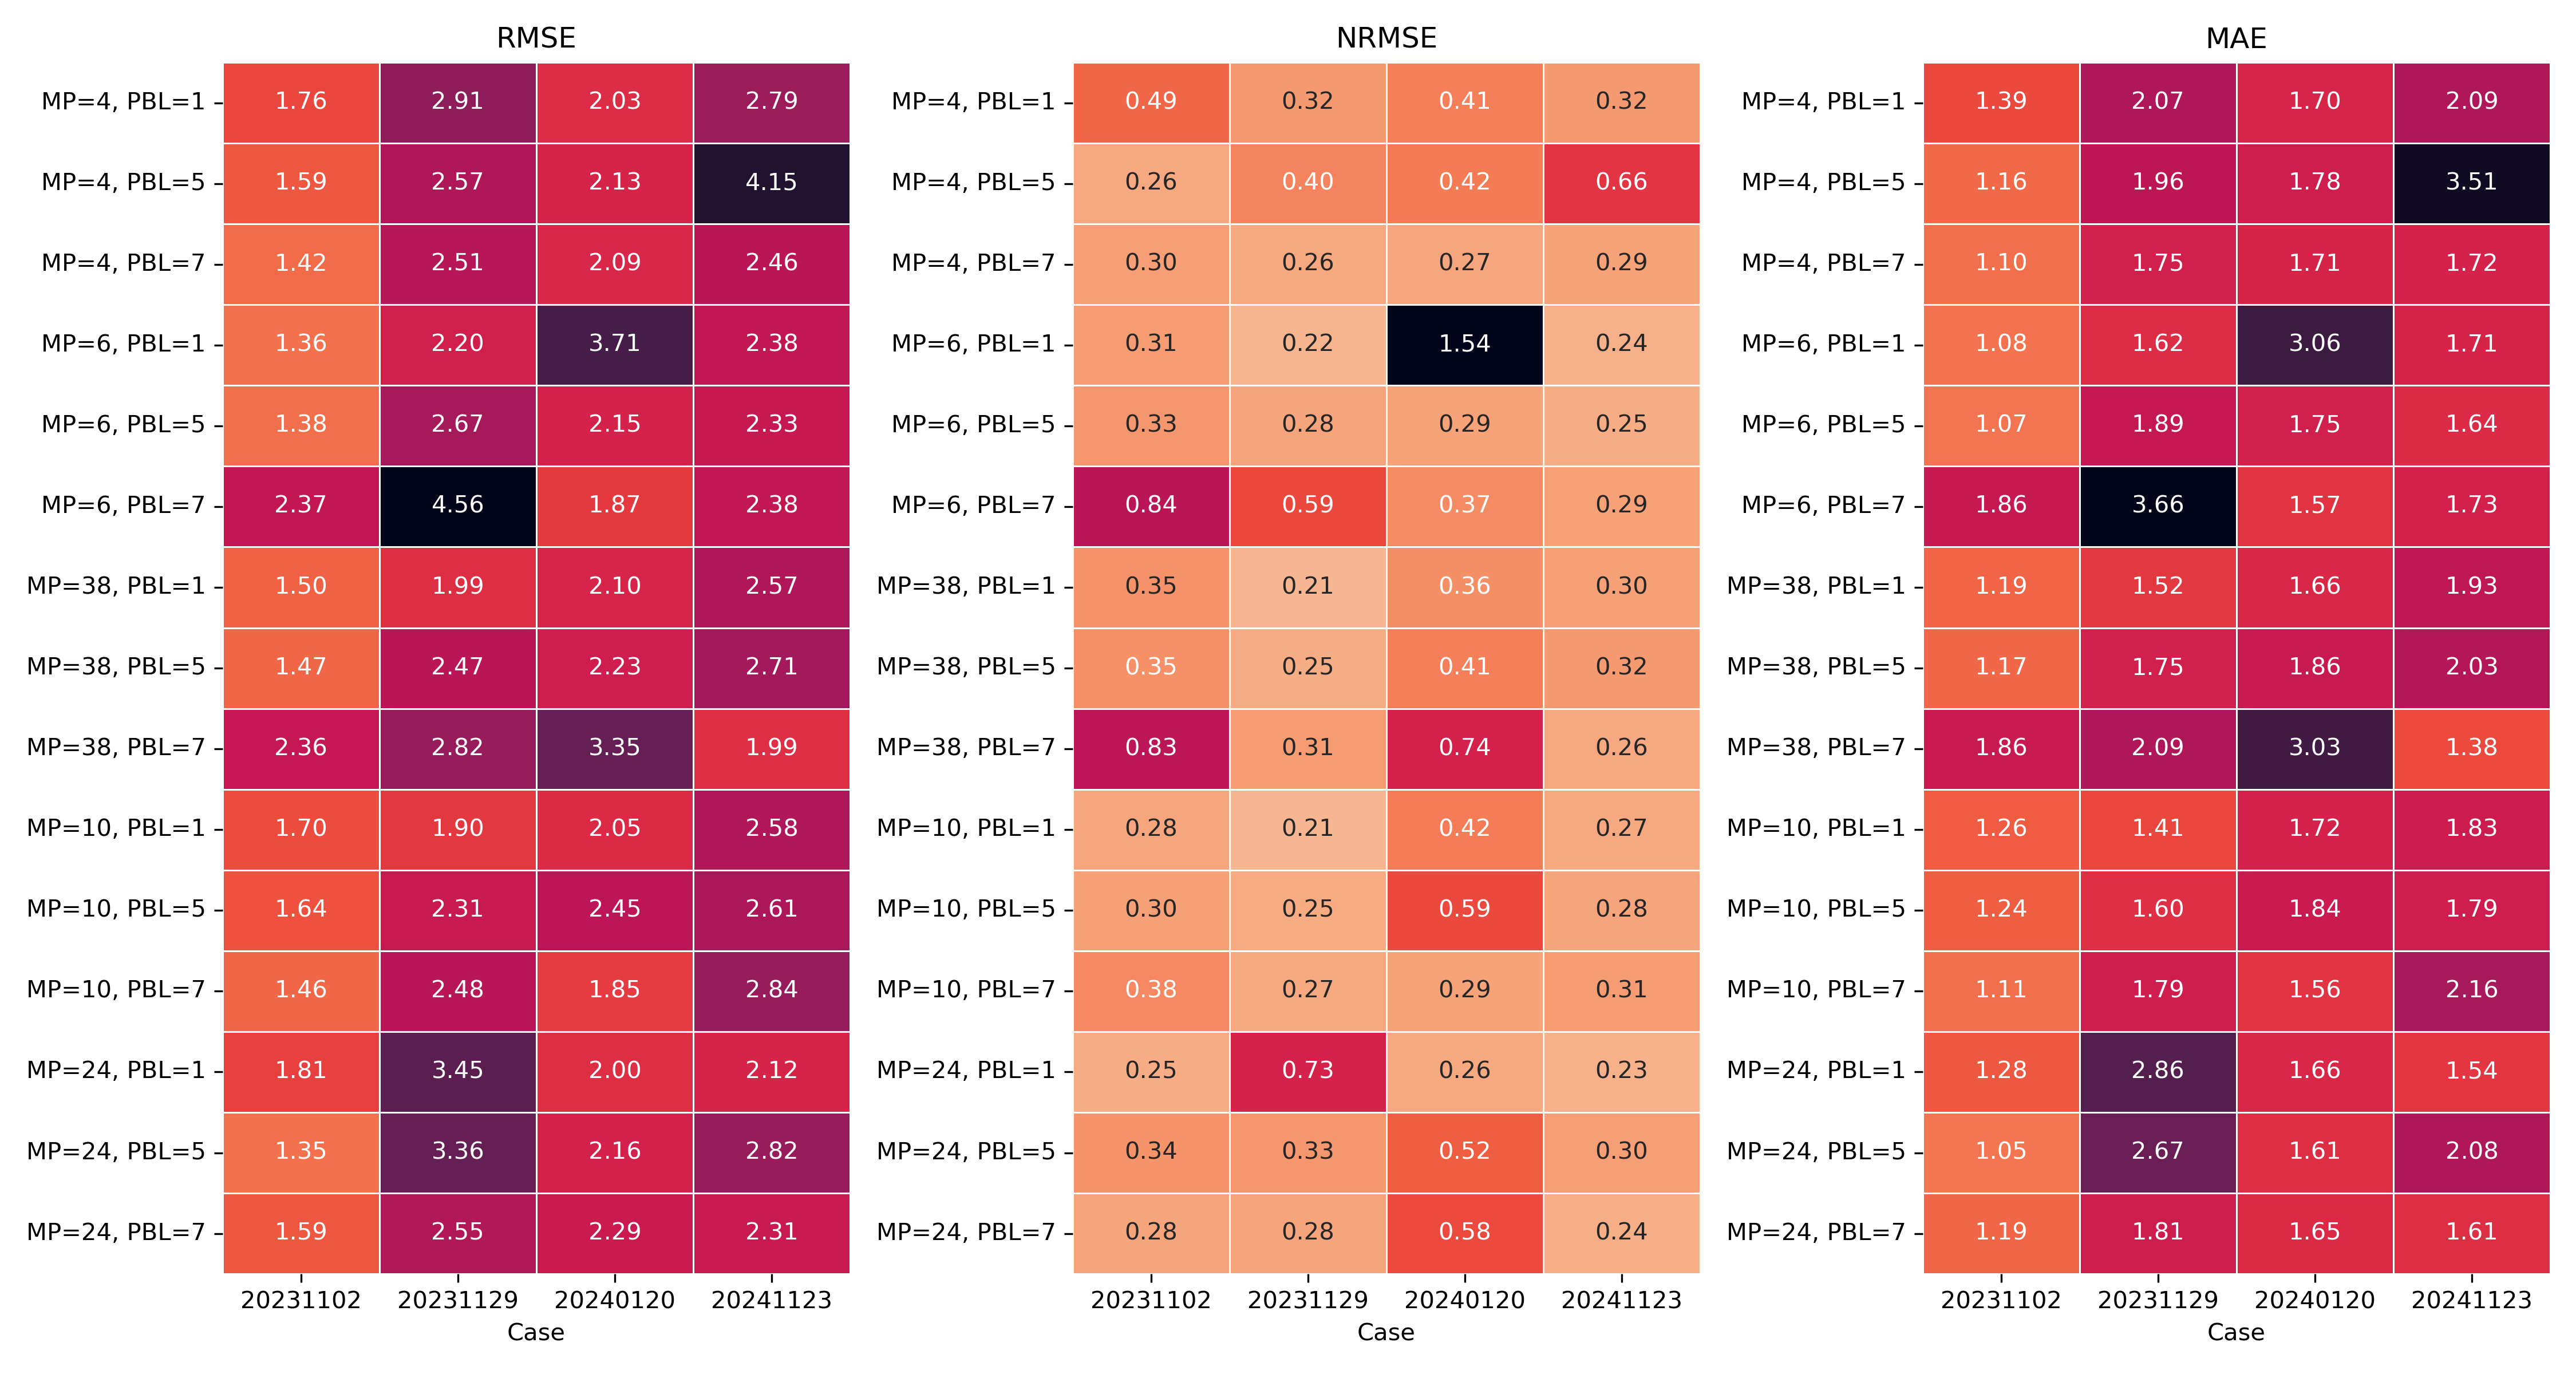 RMSE NRMSE MAE
MP=4, PBL=1 1.76 2.91 2.03 2.79 MP=4, PBL=1 0.49 0.32 0.41 0.32 MP=4, PBL=1 1.39 2.07 1.70 2.09
MP=4, PBL=5 1.59 2.57 2.13 4.15 MP=4, PBL=5 0.26 0.40 0.42 0.66 MP=4, PBL=5 1.16 1.96 1.78 3.51
MP=4, PBL=7 1.42 2.51 2.09 2.46 MP=4, PBL=7 0.30 0.26 0.27 0.29 MP=4, PBL=7 1.10 1.75 1.71 1.72
MP=6, PBL=1 1.36 2.20 3.71 2.38 MP=6, PBL=1 0.31 0.22 1.54 0.24 MP=6, PBL=1 1.08 1.62 3.06 1.71
MP=6, PBL=5 1.38 2.67 2.15 2.33 MP=6, PBL=5 0.33 0.28 0.29 0.25 MP=6, PBL=5 1.07 1.89 1.75 1.64
MP=6, PBL=7 2.37 4.56 1.87 2.38 MP=6, PBL=7 0.84 0.59 0.37 0.29 MP=6, PBL=7 1.86 3.66 1.57 1.73
MP=38, PBL=1 1.50 1.99 2.10 2.57 MP=38, PBL=1 0.35 0.21 0.36 0.30 MP=38, PBL=1 1.19 1.52 1.66 1.93
MP=38, PBL=5 1.47 2.47 2.23 2.71 MP=38, PBL=5 0.35 0.25 0.41 0.32 MP=38, PBL=5 1.17 1.75 1.86 2.03
MP=38, PBL=7 2.36 2.82 3.35 1.99 MP=38, PBL=7 0.83 0.31 0.74 0.26 MP=38, PBL=7 1.86 2.09 3.03 1.38
MP=10, PBL=1 1.70 1.90 2.05 2.58 MP=10, PBL=1 0.28 0.21 0.42 0.27 MP=10, PBL=1 1.26 1.41 1.72 1.83
MP=10, PBL=5 1.64 2.31 2.45 2.61 MP=10, PBL=5 0.30 0.25 0.59 0.28 MP=10, PBL=5 1.24 1.60 1.84 1.79
MP=10, PBL=7 1.46 2.48 1.85 2.84 MP=10, PBL=7 0.38 0.27 0.29 0.31 MP=10, PBL=7 1.11 1.79 1.56 2.16
MP=24, PBL=1 1.81 3.45 2.00 2.12 MP=24, PBL=1 0.25 0.73 0.26 0.23 MP=24, PBL=1 1.28 2.86 1.66 1.54
MP=24, PBL=5 1.35 3.36 2.16 2.82 MP=24, PBL=5 0.34 0.33 0.52 0.30 MP=24, PBL=5 1.05 2.67 1.61 2.08
MP=24, PBL=7 1.59 2.55 2.29 2.31 MP=24, PBL=7 0.28 0.28 0.58 0.24 MP=24, PBL=7 1.19 1.81 1.65 1.61
20231102 20231129 20240120 20241123 20231102 20231129 20240120 20241123 20231102 20231129 20240120 20241123
Case Case Case